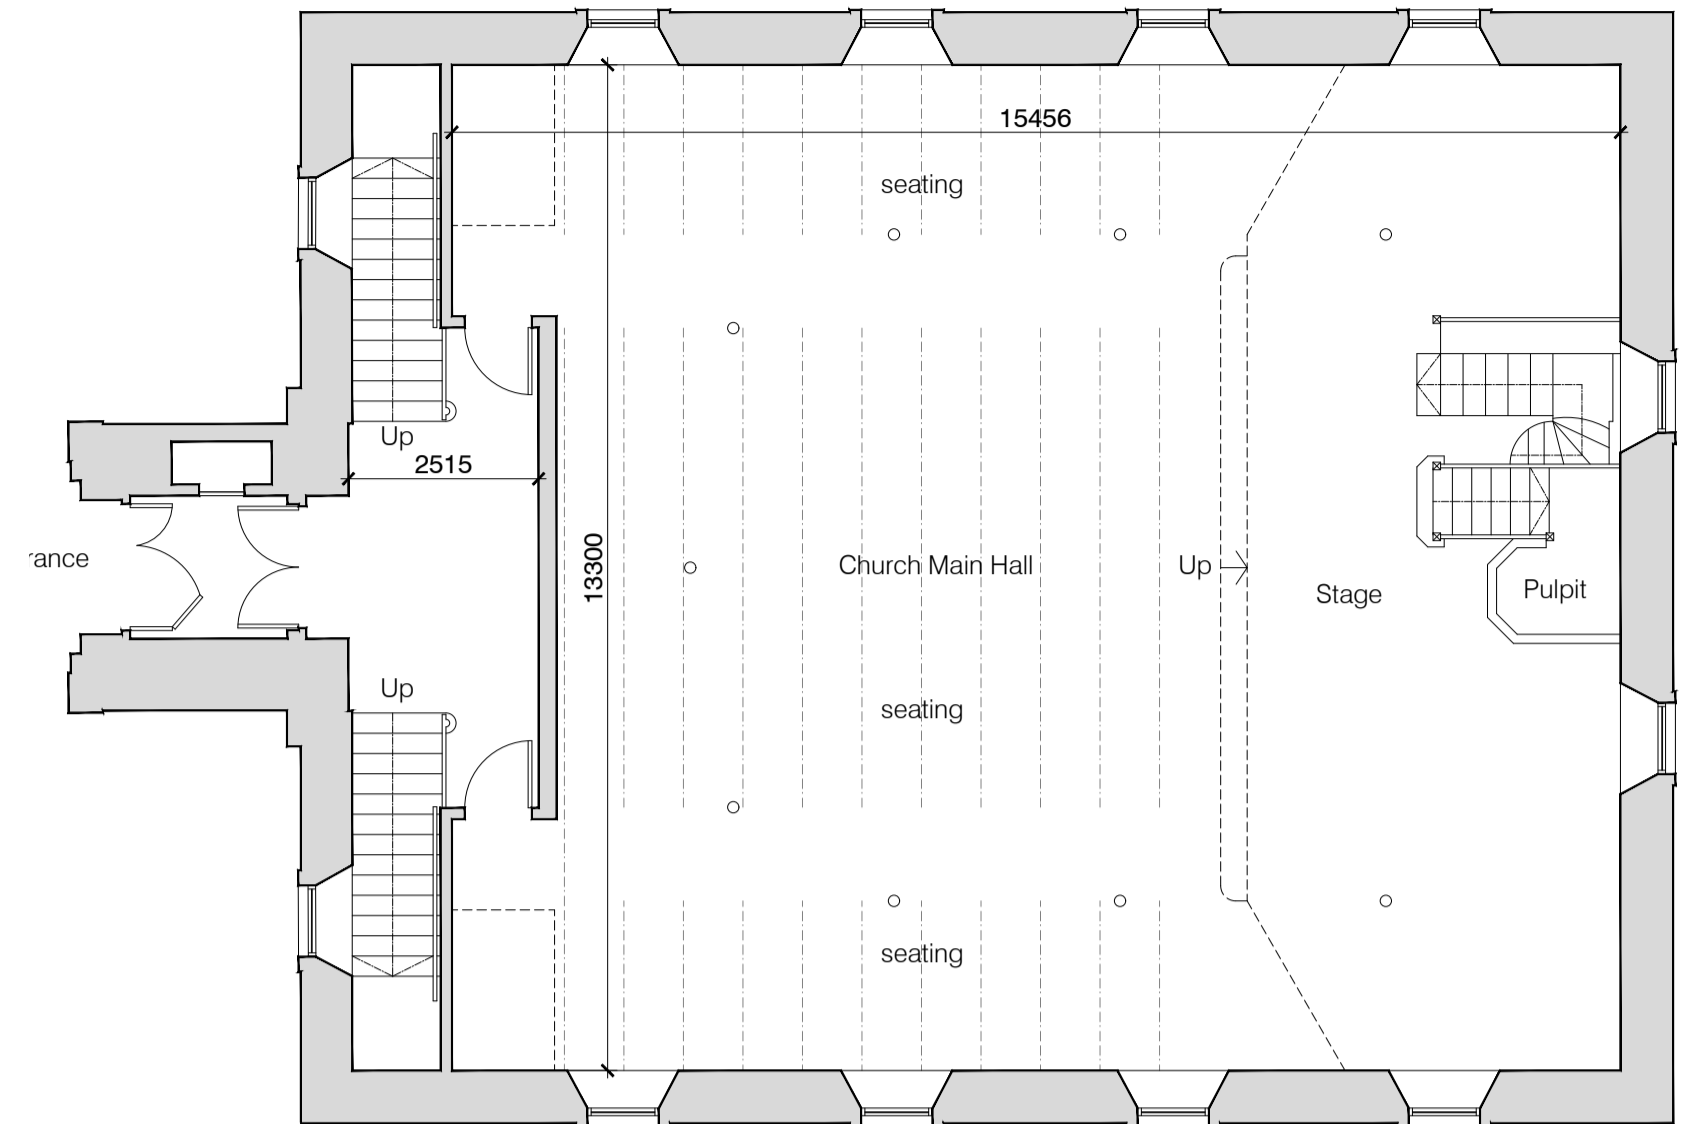 15456
seating
Up
2515
rance
13300
Church Main Hall
Up
Stage
Pulpit
Up
seating
seating